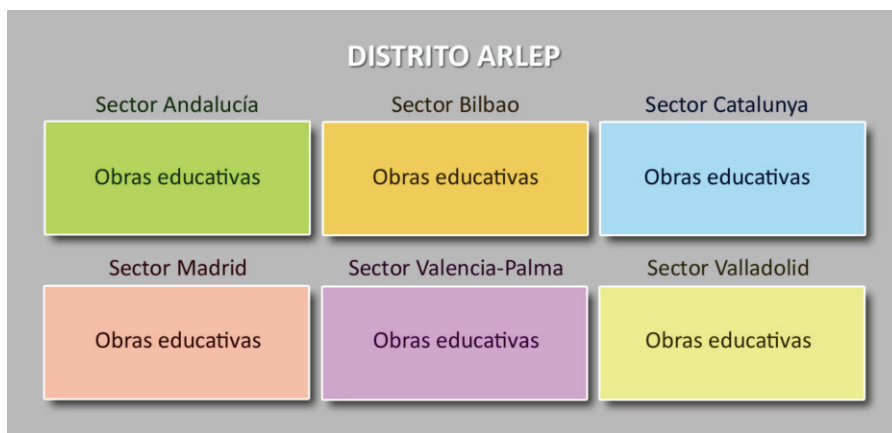 DISTRITO ARLEP
Sector Andalucía
Sector Bilbao
Sector Catalunya
Obras educativas
Obras educativas
Obras educativas
Sector Madrid
Sector Valencia-Palma
Sector Valladolid
Obras educativas
Obras educativas
Obras educativas